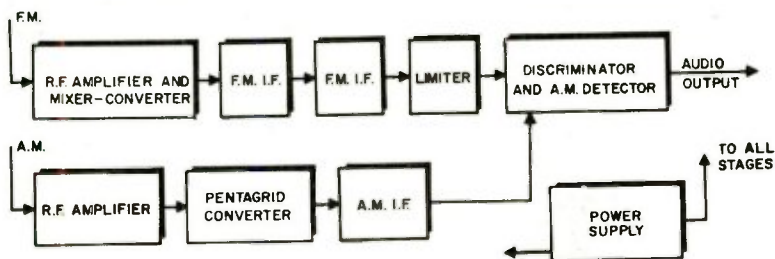 F.M.
R.F. AMPLIFIER AND
MIXER-CONVERTER
F.M. I.F.
F.M. I.F.
LIMITER
DISCRIMINATOR
AND A.M. DETECTOR
AUDIO
OUTPUT
A.M.
R.F. AMPLIFIER
PENTAGRID
CONVERTER
A.M. I.F.
POWER
SUPPLY
TO ALL
STAGES